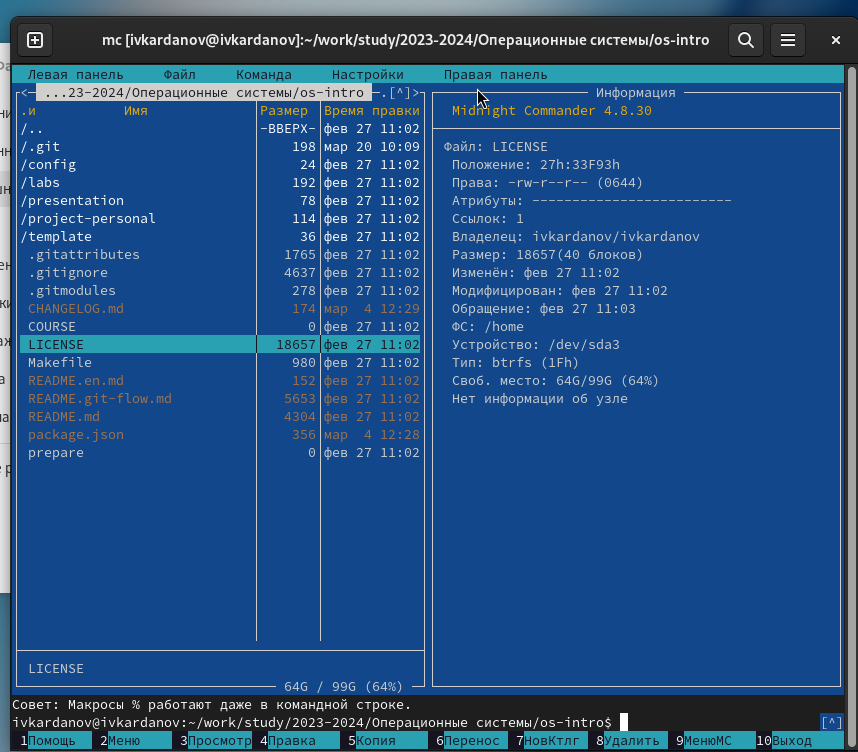 mc [ivkardanov@ivkardanov]:~/work/study/2023-2024/Операционные системы/os-intro
Левая панель Файл Команда Настройки Правая панель
<- ...23-2024/Операционные системы/os-intro -.[^]>
.и Имя Размер Время правки
/.. -ВВЕРХ- фев 27 11:02
/.git 198 мар 20 10:09
/config 24 фев 27 11:02
/labs 192 фев 27 11:02
/presentation 78 фев 27 11:02
/project-personal 114 фев 27 11:02
/template 36 фев 27 11:02
.gitattributes 1765 фев 27 11:02
.gitignore 4637 фев 27 11:02
.gitmodules 278 фев 27 11:02
CHANGELOG.md 174 мар 4 12:29
COURSE 0 фев 27 11:02
LICENSE 18657 фев 27 11:02
Makefile 980 фев 27 11:02
README.en.md 152 фев 27 11:02
README.git-flow.md 5653 фев 27 11:02
README.md 4304 фев 27 11:02
package.json 356 мар 4 12:28
prepare 0 фев 27 11:02
LICENSE
64G / 99G (64%)
Информация
Midnight Commander 4.8.30
Файл: LICENSE
Положение: 27h:33F93h
Права: -rw-r--r-- (0644)
Атрибуты: -------------------------
Ссылок: 1
Владелец: ivkardanov/ivkardanov
Размер: 18657(40 блоков)
Изменён: фев 27 11:02
Модифицирован: фев 27 11:02
Обращение: фев 27 11:03
ФС: /home
Устройство: /dev/sda3
Тип: btrfs (1Fh)
Своб. место: 64G/99G (64%)
Нет информации об узле
Совет: Макросы % работают даже в командной строке.
ivkardanov@ivkardanov:~/work/study/2023-2024/Операционные системы/os-intro$ [^]
1Помощь 2Меню 3Просмотр 4Правка 5Копия 6Перенос 7НовКтлг 8Удалить 9МенюМС 10Выход